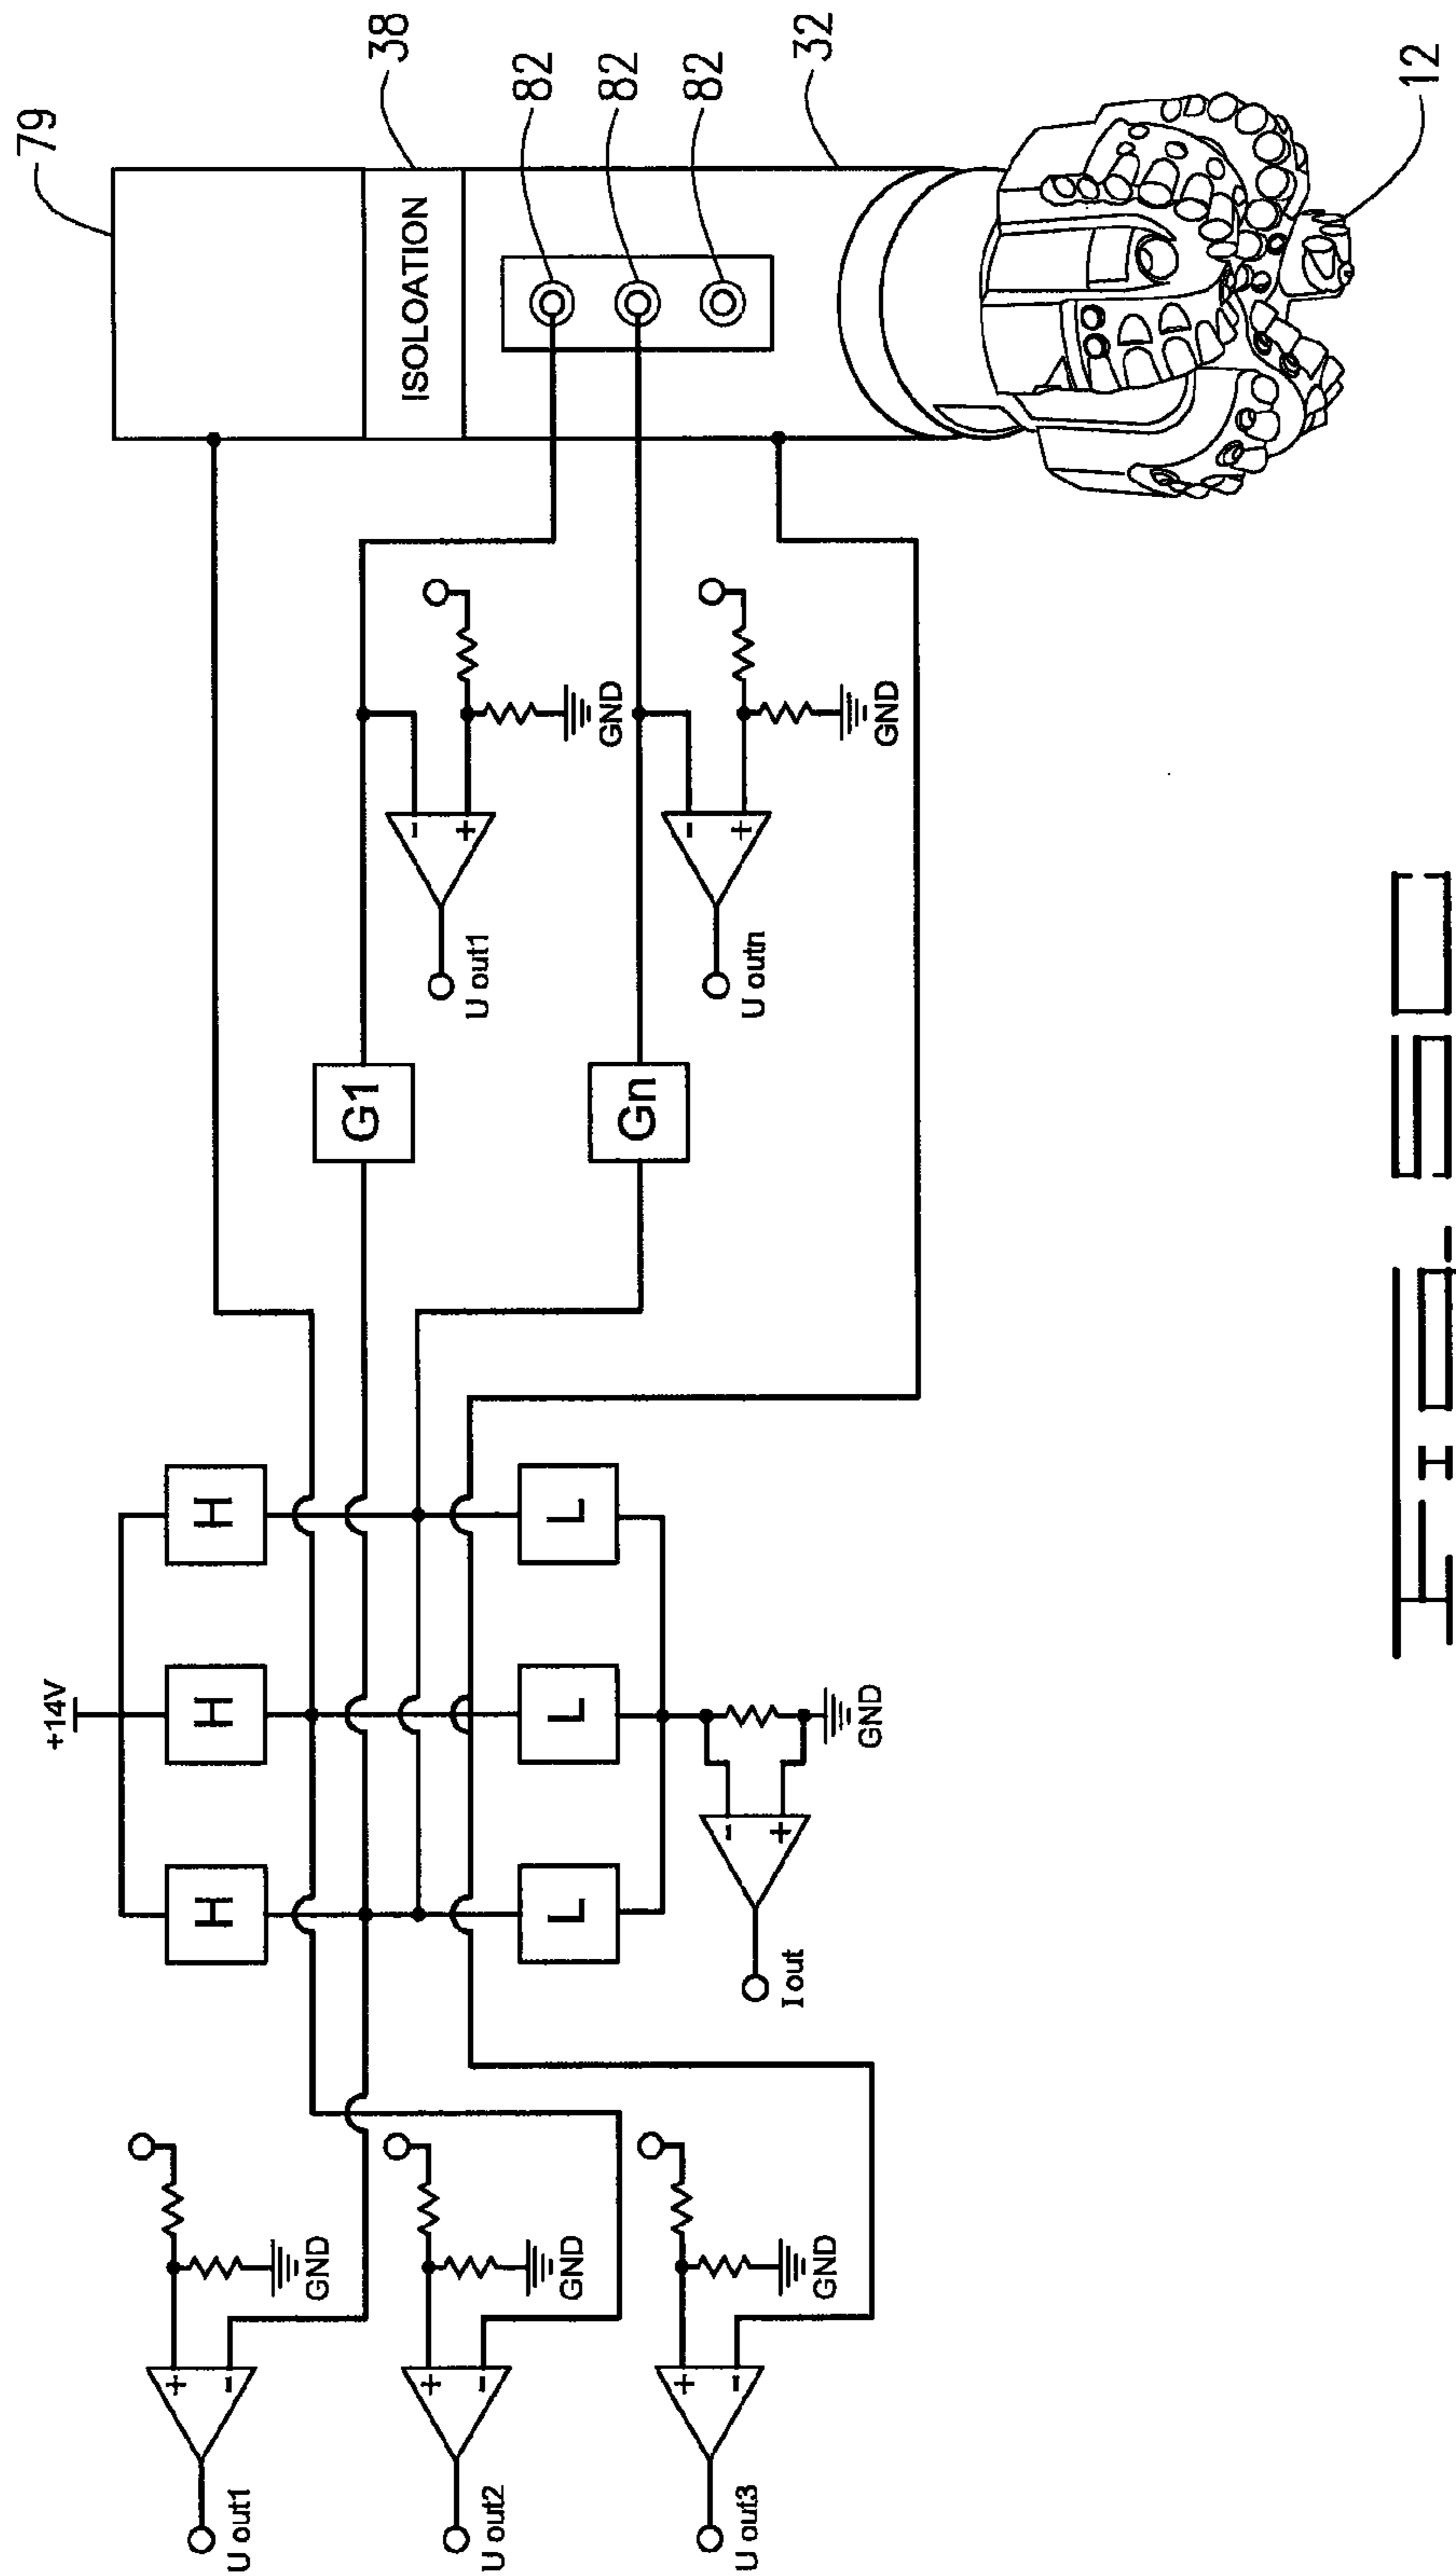 79
+14V
H
H
H
U out1
GND
G1
ISOLOATION
38
U out1
GND
82
82
82
U out2
GND
L
L
L
Gn
U outn
GND
I out
GND
32
U out3
GND
12
+
-
+
-
+
-
-
+
-
+
-
+
FIG.